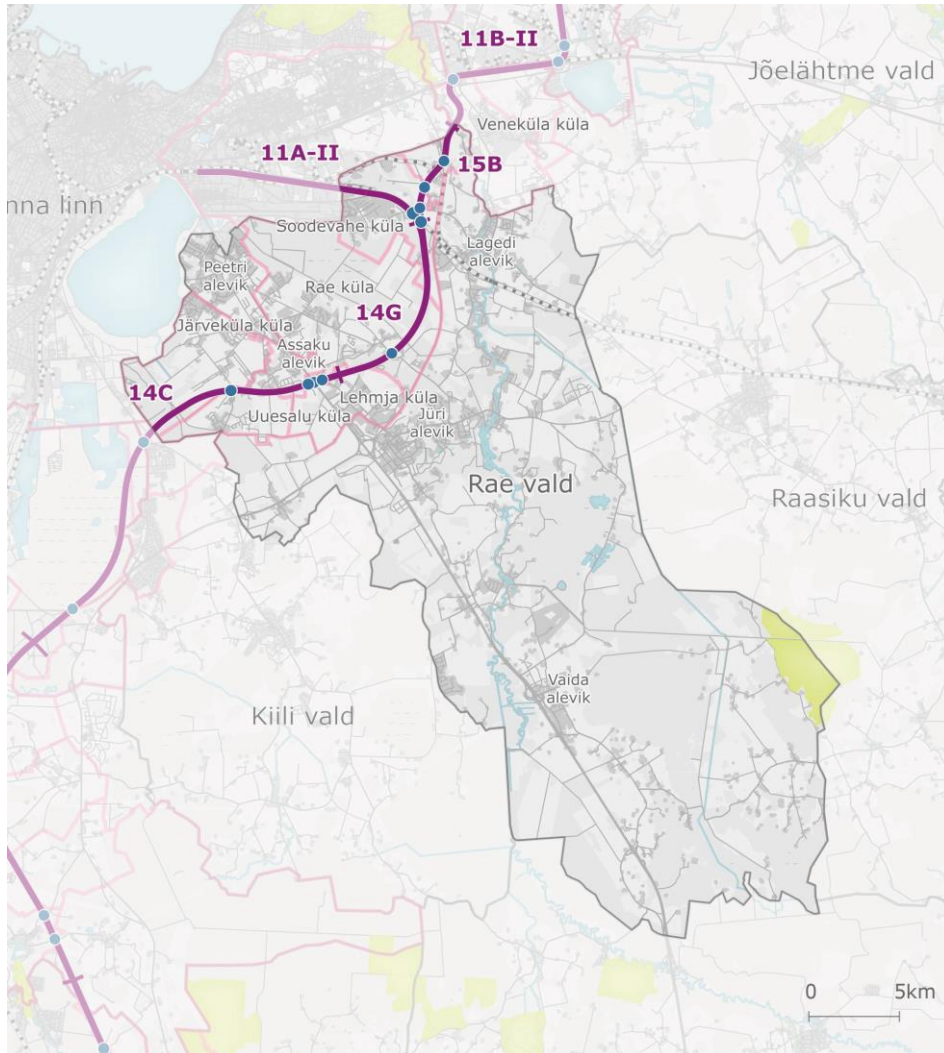 11B-II
Jõelähtme vald
Veneküla küla
11A-II
15B
nna linn
Soodevahe küla
Lagedi
alevik
Peetri
alevik
Rae küla
14G
Järveküla küla
Assaku
alevik
14C
Lehmja küla
Uuesalu küla
Jüri
alevik
Rae vald
Raasiku vald
Vaida
alevik
Kiili vald
0 5km